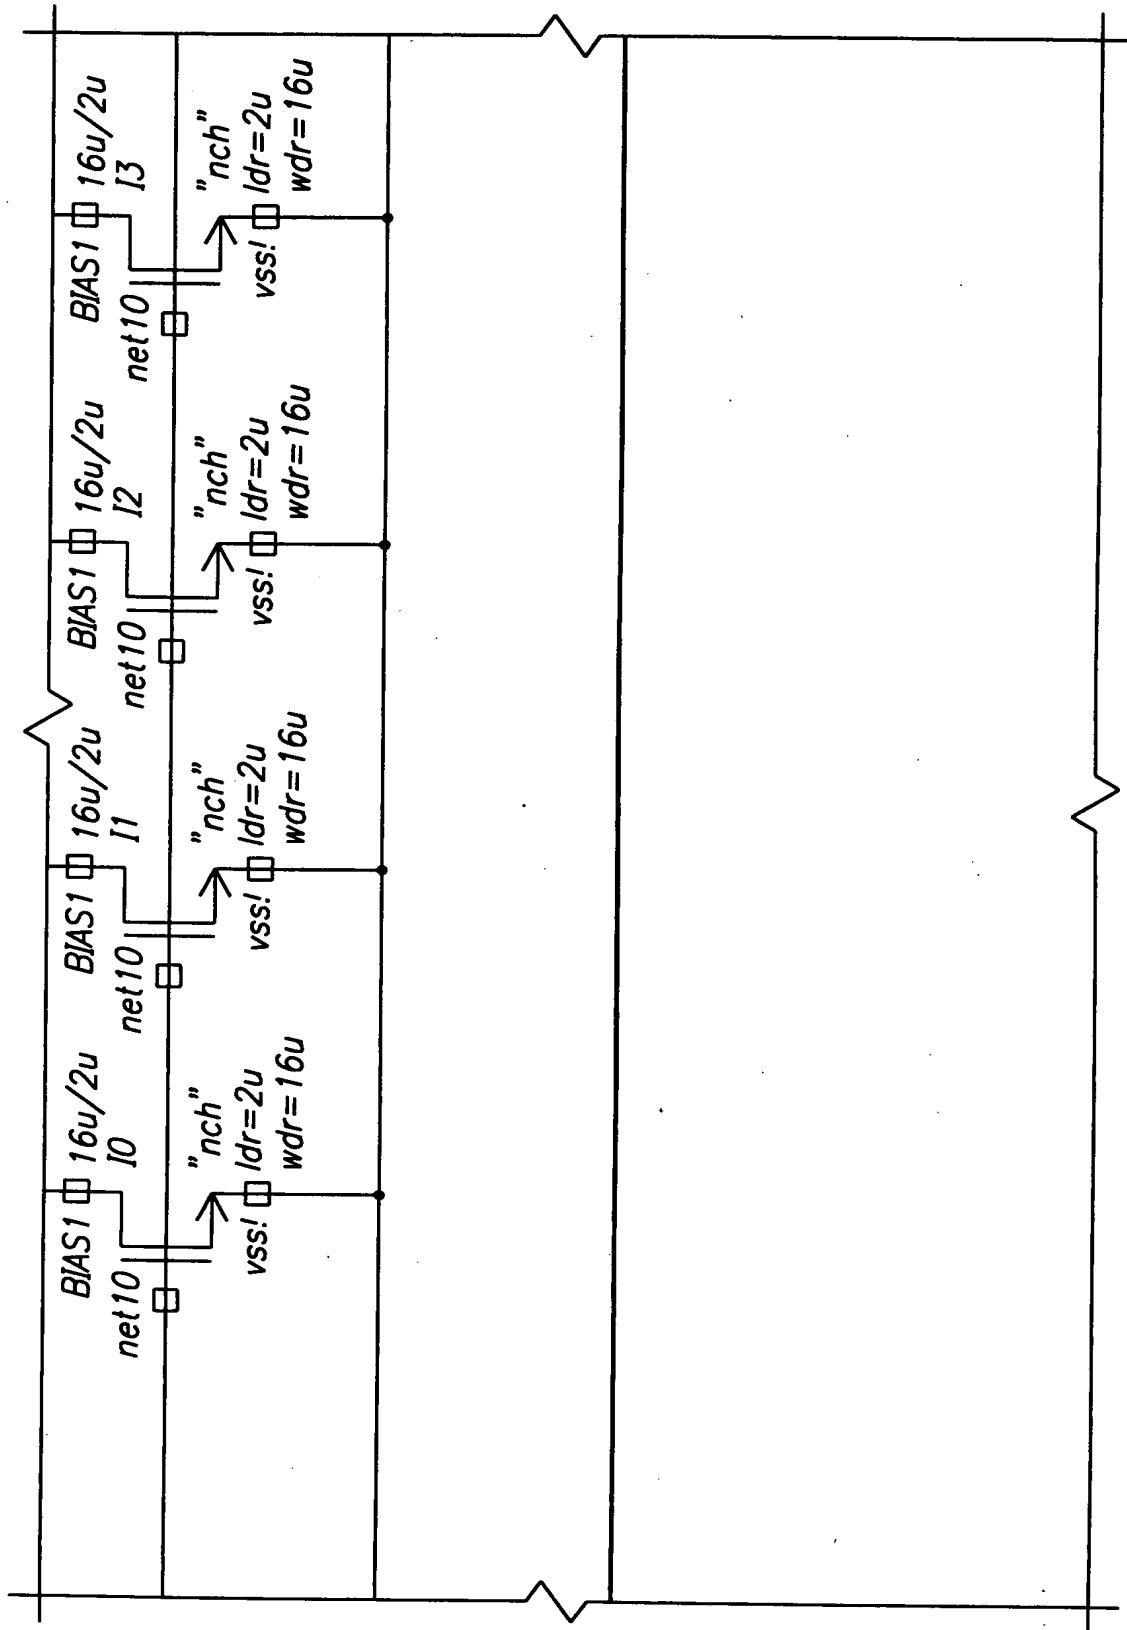 BIAS1 16u/2u
I0
net10
"nch"
vss! ldr=2u
wdr=16u
BIAS1 16u/2u
I1
net10
"nch"
vss! ldr=2u
wdr=16u
BIAS1 16u/2u
I2
net10
"nch"
vss! ldr=2u
wdr=16u
BIAS1 16u/2u
I3
net10
"nch"
vss! ldr=2u
wdr=16u